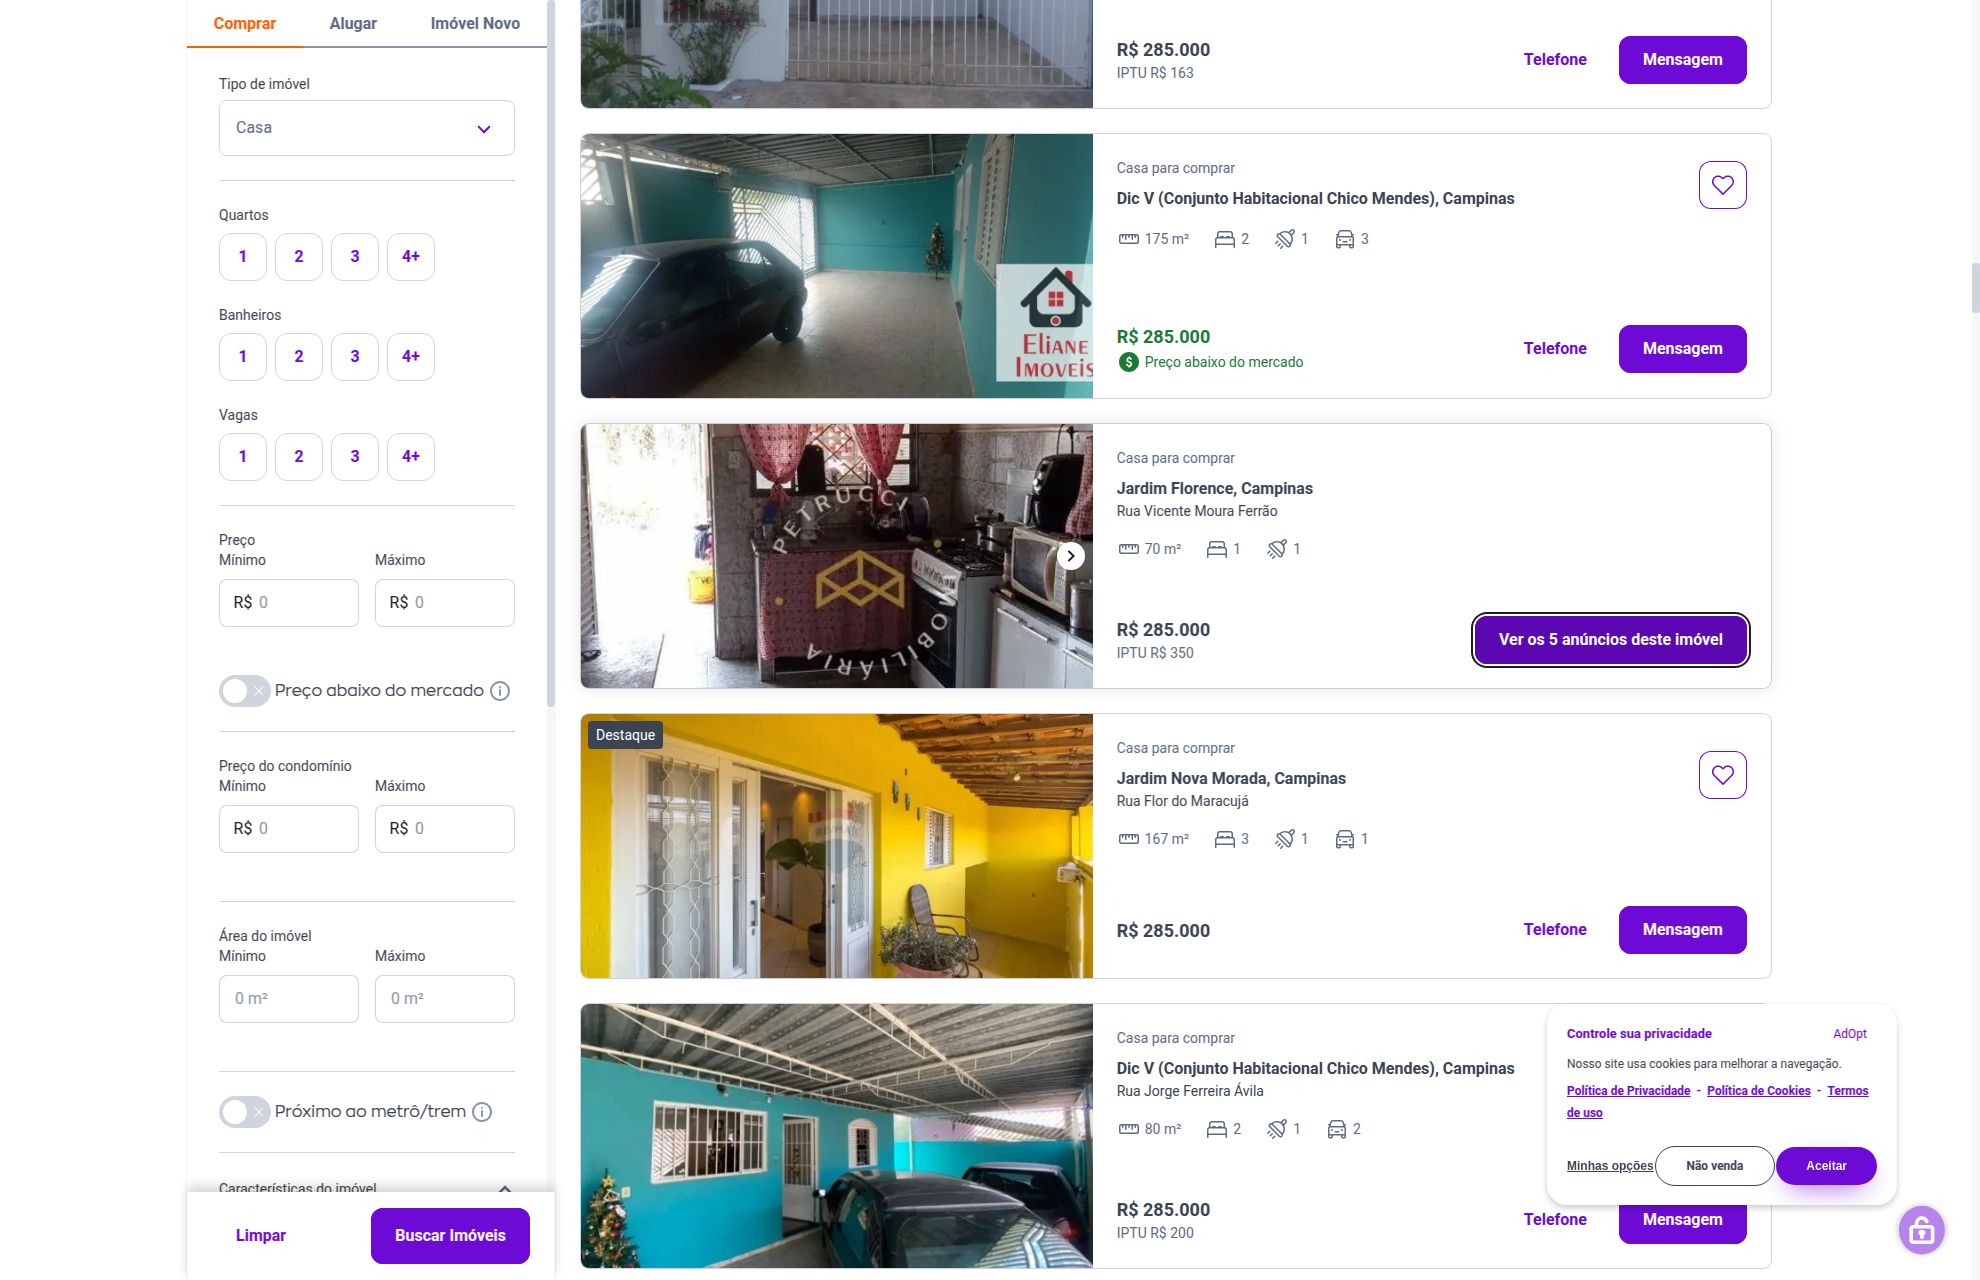 Comprar
Alugar
Imóvel Novo
Tipo de imóvel
Casa
Quartos
1
2
3
4+
Banheiros
1
2
3
4+
Vagas
1
2
3
4+
Preço
Mínimo
Máximo
R$ 0
R$ 0
Preço abaixo do mercado
Preço do condomínio
Mínimo
Máximo
R$ 0
R$ 0
Área do imóvel
Mínimo
Máximo
0 m²
0 m²
Próximo ao metrô/trem
Características do imóvel
Limpar
Buscar Imóveis
R$ 285.000
IPTU R$ 163
Telefone
Mensagem
ELIANE
IMOVEIS
Casa para comprar
Dic V (Conjunto Habitacional Chico Mendes), Campinas
175 m²
2
1
3
R$ 285.000
Preço abaixo do mercado
Telefone
Mensagem
PETRUCCI
IMOBILIÁRIA
Casa para comprar
Jardim Florence, Campinas
Rua Vicente Moura Ferrão
70 m²
1
1
R$ 285.000
IPTU R$ 350
Ver os 5 anúncios deste imóvel
Destaque
Casa para comprar
Jardim Nova Morada, Campinas
Rua Flor do Maracujá
167 m²
3
1
1
R$ 285.000
Telefone
Mensagem
Casa para comprar
Dic V (Conjunto Habitacional Chico Mendes), Campinas
Rua Jorge Ferreira Ávila
80 m²
2
1
2
R$ 285.000
IPTU R$ 200
Telefone
Mensagem
Controle sua privacidade
AdOpt
Nosso site usa cookies para melhorar a navegação.
Política de Privacidade - Política de Cookies - Termos
de uso
Minhas opções
Não venda
Aceitar